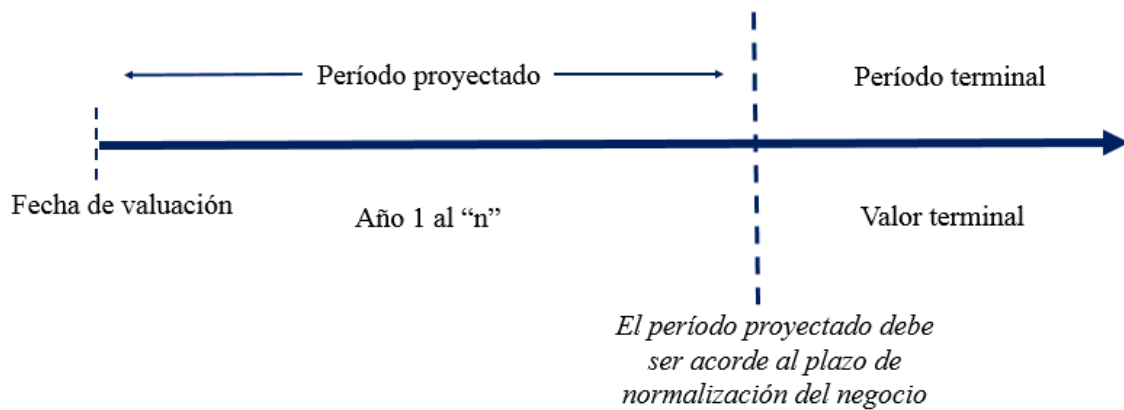 Período proyectado
Período terminal
Fecha de valuación
Año 1 al “n”
Valor terminal
El período proyectado debe
ser acorde al plazo de
normalización del negocio